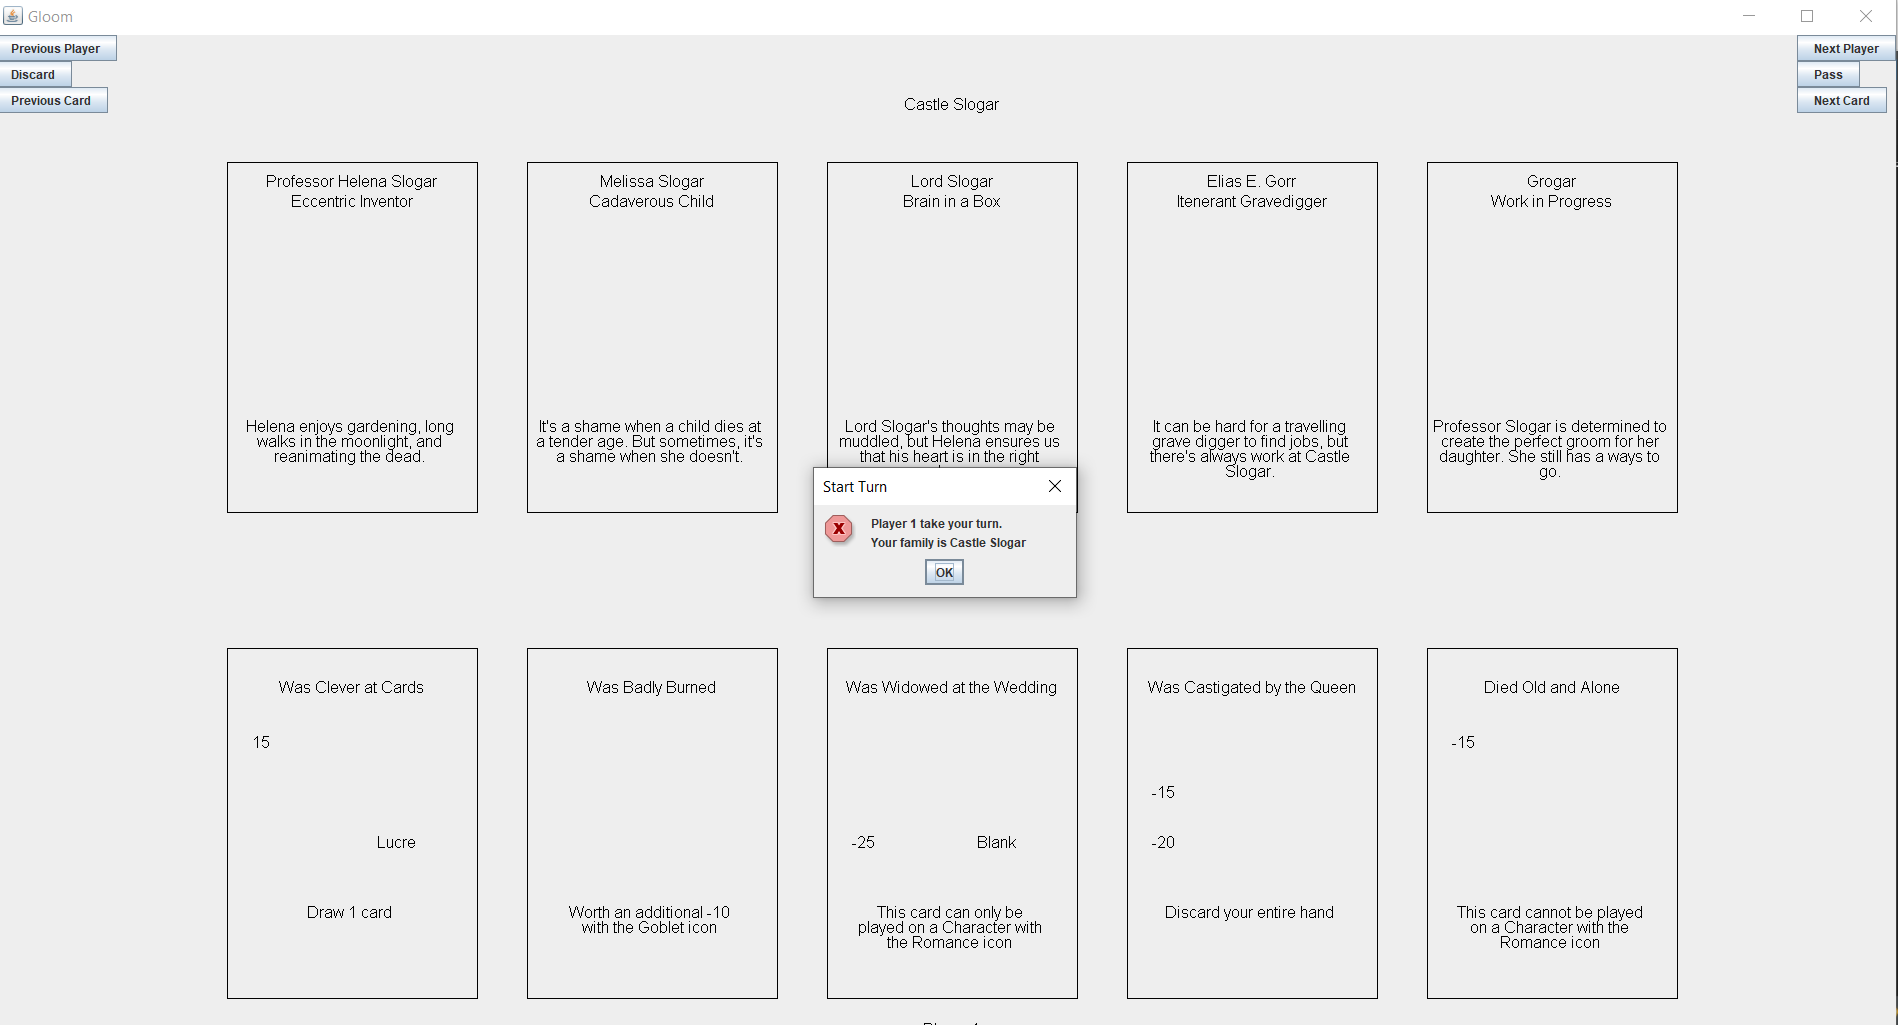 Gloom
Previous Player
Next Player
Discard
Pass
Previous Card
Next Card
Castle Slogar
Professor Helena Slogar
Eccentric Inventor
Helena enjoys gardening, long
walks in the moonlight, and
reanimating the dead.
Melissa Slogar
Cadaverous Child
It's a shame when a child dies at
a tender age. But sometimes, it's
a shame when she doesn't.
Lord Slogar
Brain in a Box
Lord Slogar's thoughts may be
muddled, but Helena ensures us
that his heart is in the right
Elias E. Gorr
Itenerant Gravedigger
It can be hard for a travelling
grave digger to find jobs, but
there's always work at Castle
Slogar.
Grogar
Work in Progress
Professor Slogar is determined to
create the perfect groom for her
daughter. She still has a ways to
go.
Start Turn
Player 1 take your turn.
Your family is Castle Slogar
OK
Was Clever at Cards
15
Lucre
Draw 1 card
Was Badly Burned
Worth an additional -10
with the Goblet icon
Was Widowed at the Wedding
-25
Blank
This card can only be
played on a Character with
the Romance icon
Was Castigated by the Queen
-15
-20
Discard your entire hand
Died Old and Alone
-15
This card cannot be played
on a Character with the
Romance icon